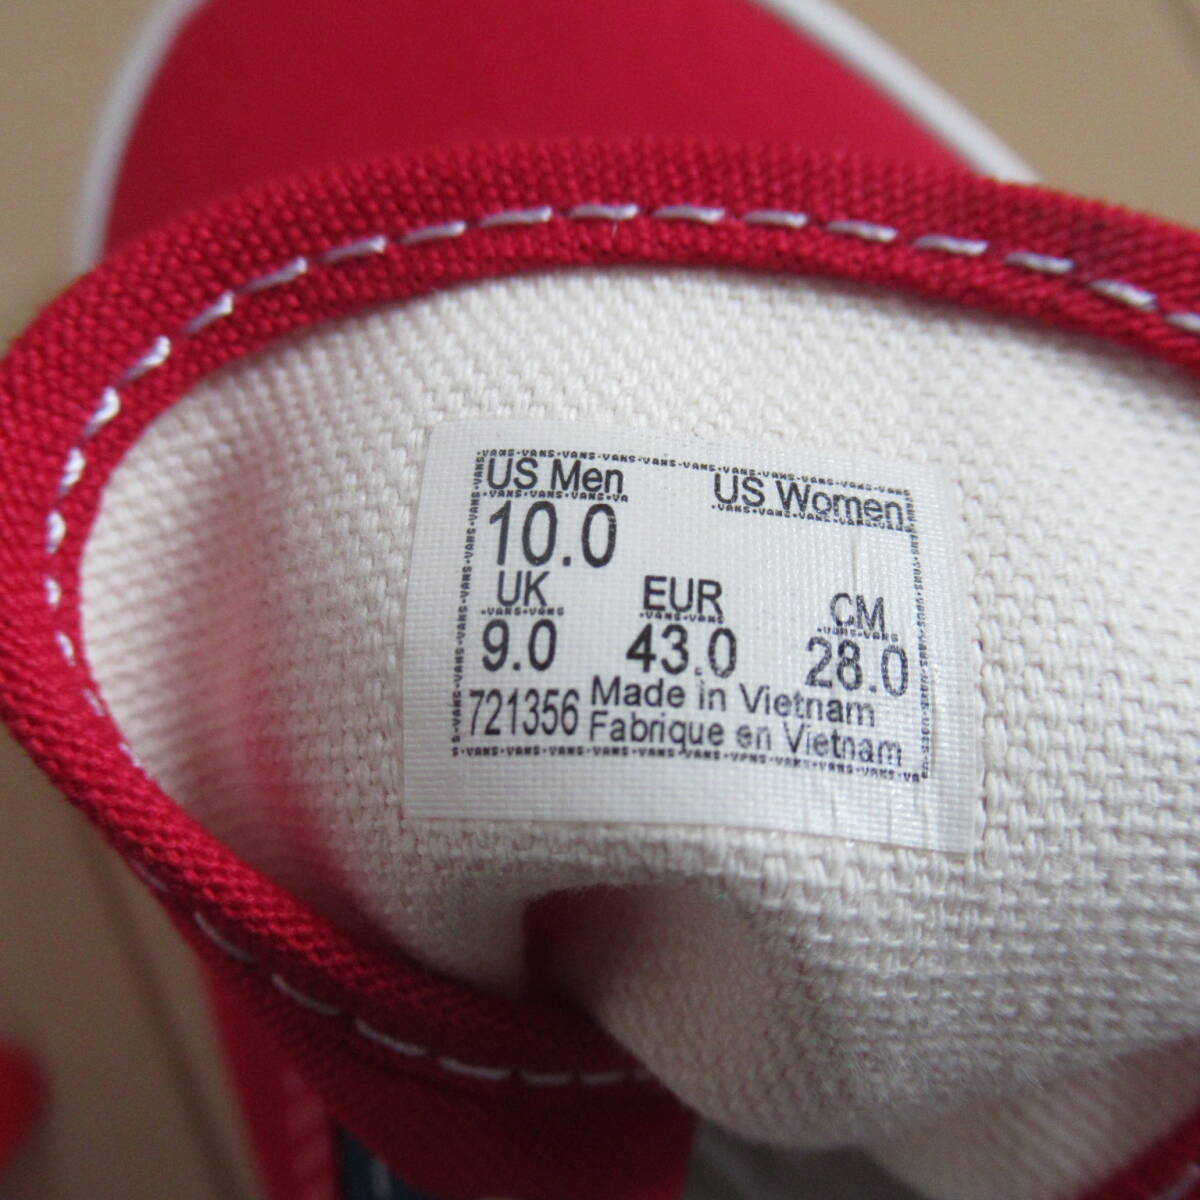 US Men US Women
10.0
UK EUR CM
9.0 43.0 28.0
721356 Made in Vietnam
Fabrique en Vietnam